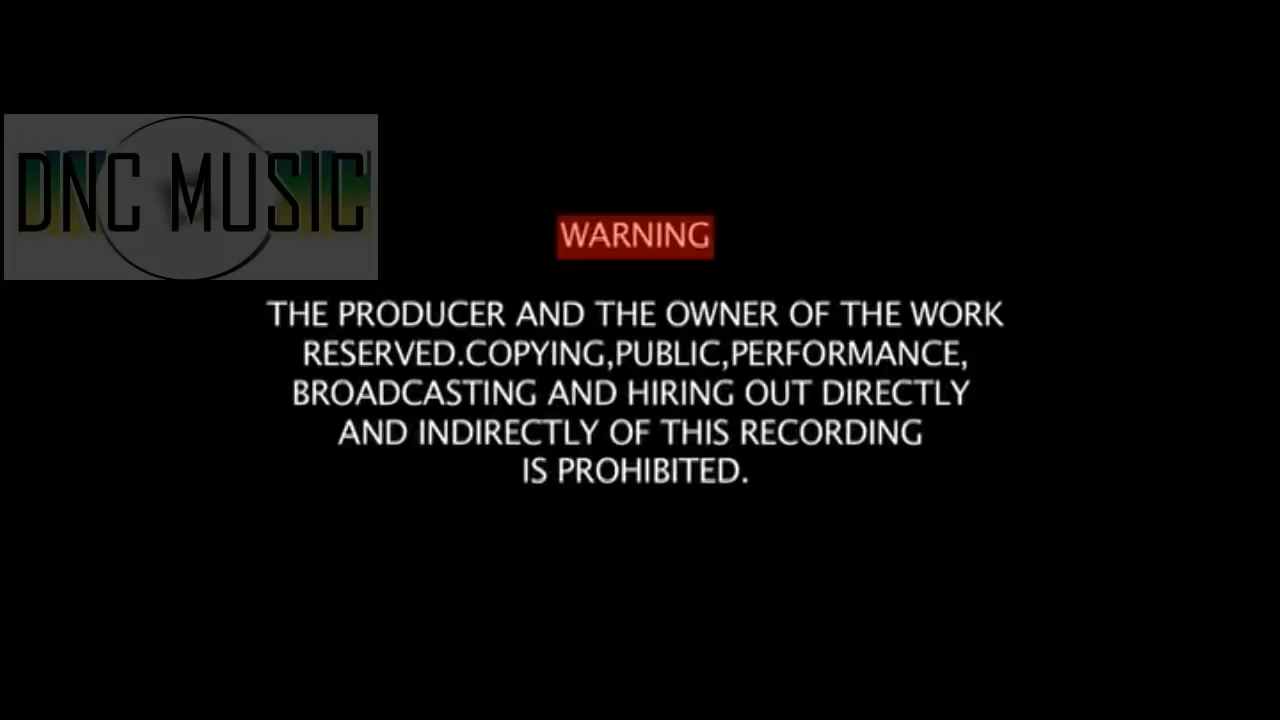 DNC MUSIC
WARNING
THE PRODUCER AND THE OWNER OF THE WORK
RESERVED.COPYING,PUBLIC,PERFORMANCE,
BROADCASTING AND HIRING OUT DIRECTLY
AND INDIRECTLY OF THIS RECORDING
IS PROHIBITED.